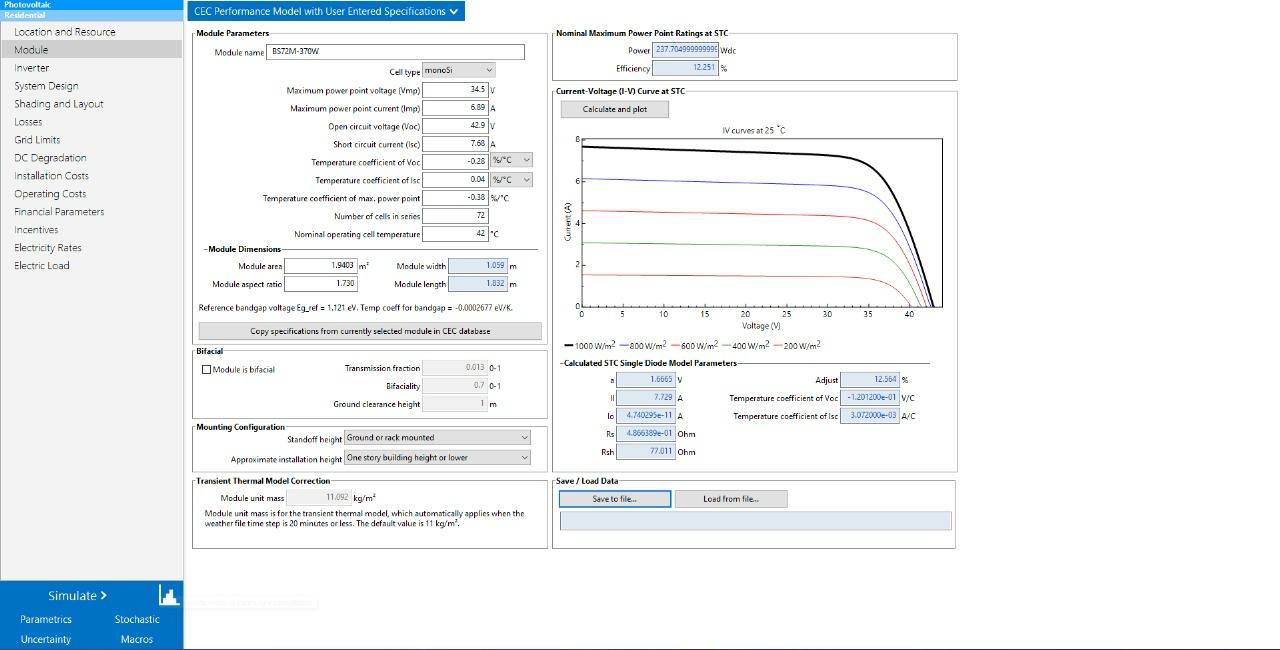 Photovoltaic
Residential
Location and Resource
Module
Inverter
System Design
Shading and Layout
Losses
Grid Limits
DC Degradation
Installation Costs
Operating Costs
Financial Parameters
Incentives
Electricity Rates
Electric Load
Simulate >
Parametrics Stochastic
Uncertainty Macros
CEC Performance Model with User Entered Specifications
Module Parameters
Module name BS72M-370W
Cell type monoSi
Maximum power point voltage (Vmp) 34.5 V
Maximum power point current (Imp) 6.89 A
Open circuit voltage (Voc) 42.9 V
Short circuit current (Isc) 7.68 A
Temperature coefficient of Voc -0.28 %/°C
Temperature coefficient of Isc 0.04 %/°C
Temperature coefficient of max. power point -0.38 %/°C
Number of cells in series 72
Nominal operating cell temperature 42 °C
Module Dimensions
Module area 1.9403 m² Module width 1.059 m
Module aspect ratio 1.730 Module length 1.832 m
Reference bandgap voltage Eg_ref = 1.121 eV. Temp coeff for bandgap = -0.0002677 eV/K.
Copy specifications from currently selected module in CEC database
Bifacial
Module is bifacial Transmission fraction 0.013 0-1
Bifaciality 0.7 0-1
Ground clearance height 1 m
Mounting Configuration
Standoff height Ground or rack mounted
Approximate installation height One story building height or lower
Transient Thermal Model Correction
Module unit mass 11.092 kg/m²
Module unit mass is for the transient thermal model, which automatically applies when the
weather file time step is 20 minutes or less. The default value is 11 kg/m².
Nominal Maximum Power Point Ratings at STC
Power 237.704999999995 Wdc
Efficiency 12.251 %
Current-Voltage (I-V) Curve at STC
Calculate and plot
IV curves at 25 °C
8
6
4
2
0
Current (A)
0 5 10 15 20 25 30 35 40
Voltage (V)
1000 W/m² 800 W/m² 600 W/m² 400 W/m² 200 W/m²
Calculated STC Single Diode Model Parameters
a 1.6665 V Adjust 12.564 %
Il 7.729 A Temperature coefficient of Voc -1.201200e-01 V/C
Io 4.740295e-11 A Temperature coefficient of Isc 3.072000e-03 A/C
Rs 4.866389e-01 Ohm
Rsh 77.011 Ohm
Save / Load Data
Save to file... Load from file...